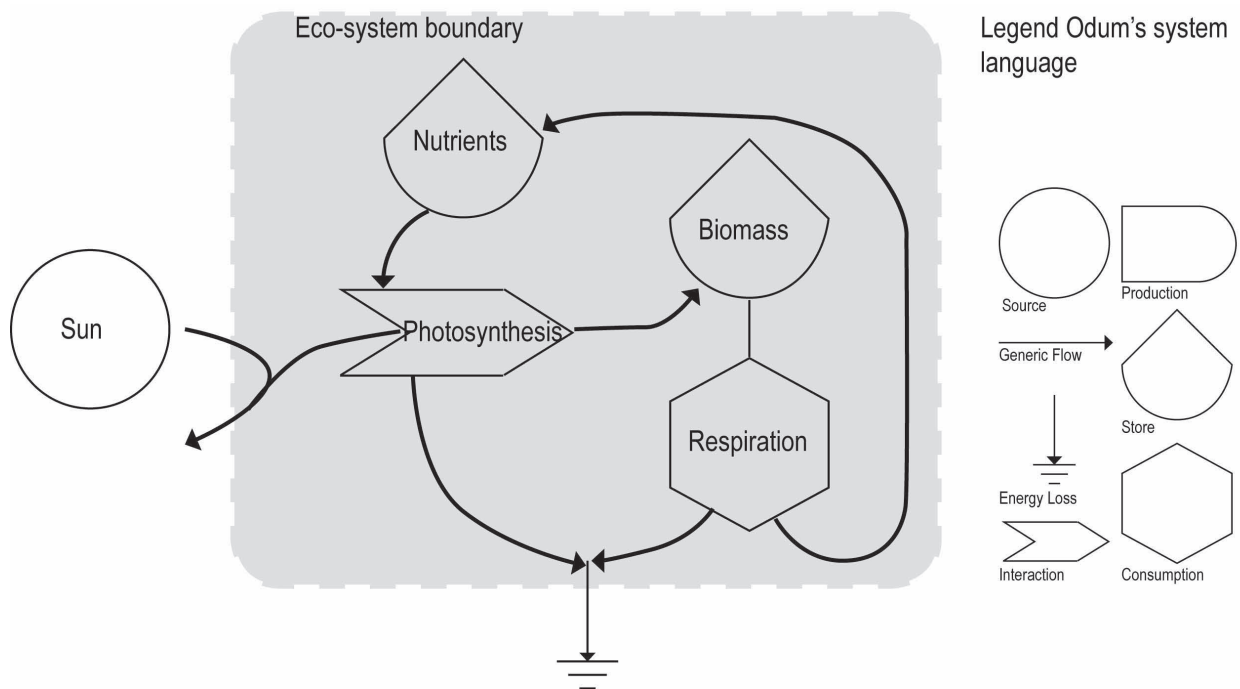 Eco-system boundary
Legend Odum's system
language
Nutrients
Biomass
Sun
Photosynthesis
Respiration
Source
Production
Generic Flow
Store
Energy Loss
Interaction
Consumption